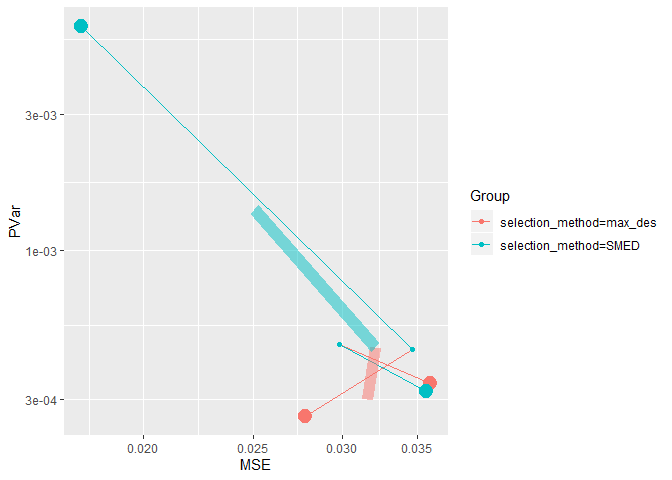 3e-03
1e-03
3e-04
PVar
0.020
0.025
0.030
0.035
MSE
Group
selection_method=max_des
selection_method=SMED